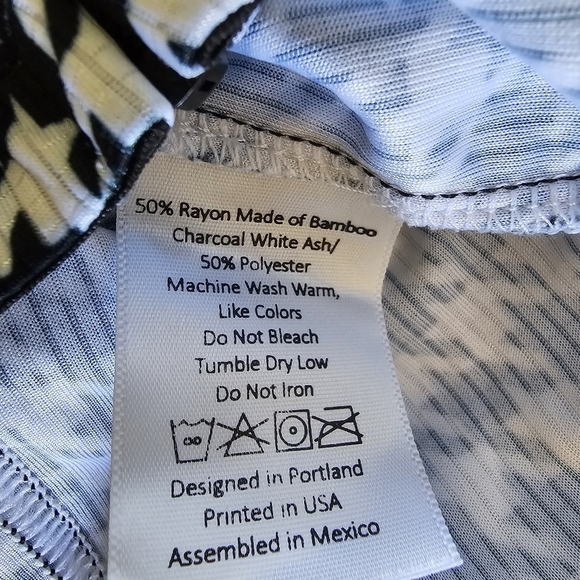 50% Rayon Made of Bamboo
Charcoal White Ash/
50% Polyester
Machine Wash Warm,
Like Colors
Do Not Bleach
Tumble Dry Low
Do Not Iron
Designed in Portland
Printed in USA
Assembled in Mexico